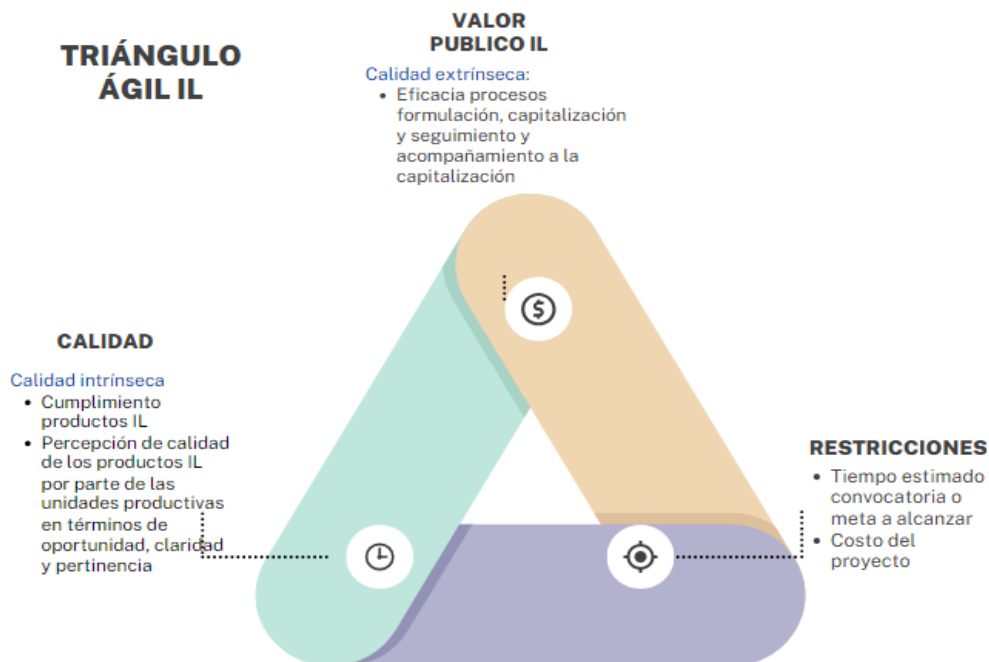 TRIÁNGULO
ÁGIL IL
VALOR
PUBLICO IL
Calidad extrínseca:
• Eficacia procesos
formulación, capitalización
y seguimiento y
acompañamiento a la
capitalización
$
CALIDAD
Calidad intrínseca
• Cumplimiento
productos IL
• Percepción de calidad
de los productos IL
por parte de las
unidades productivas
en términos de
oportunidad, claridad
y pertinencia
RESTRICCIONES
• Tiempo estimado
convocatoria o
meta a alcanzar
• Costo del
proyecto